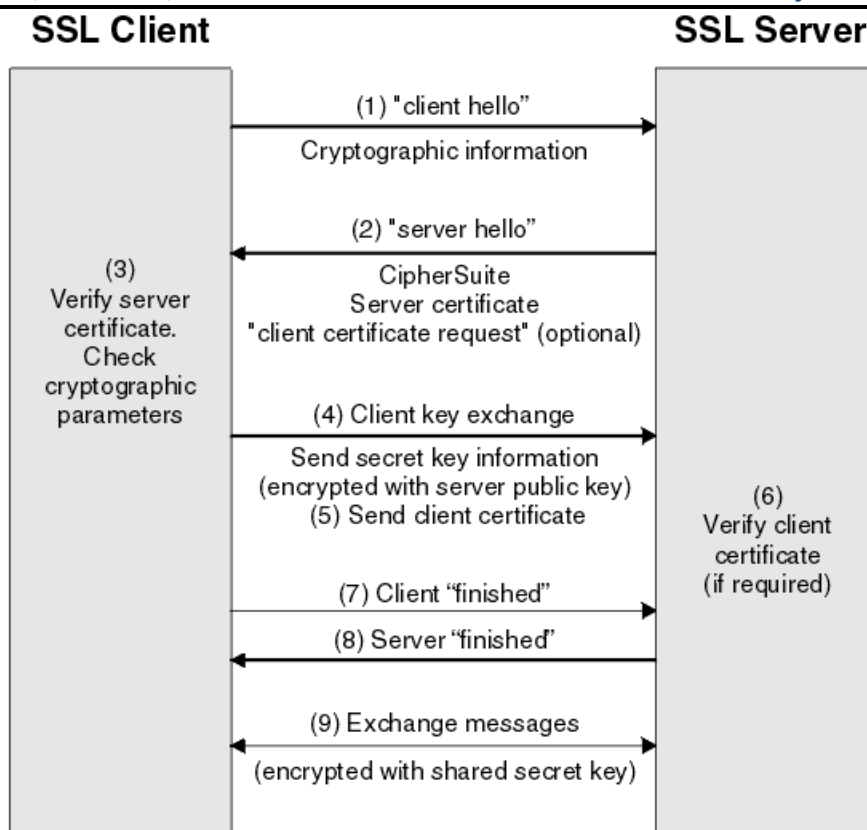 SSL Client
SSL Server
(1) "client hello”
Cryptographic information
(2) "server hello”
CipherSuite
Server certificate
"client certificate request" (optional)
(3)
Verify server
certificate.
Check
cryptographic
parameters
(4) Client key exchange
Send secret key information
(encrypted with server public key)
(5) Send client certificate
(6)
Verify client
certificate
(if required)
(7) Client “finished”
(8) Server “finished”
(9) Exchange messages
(encrypted with shared secret key)